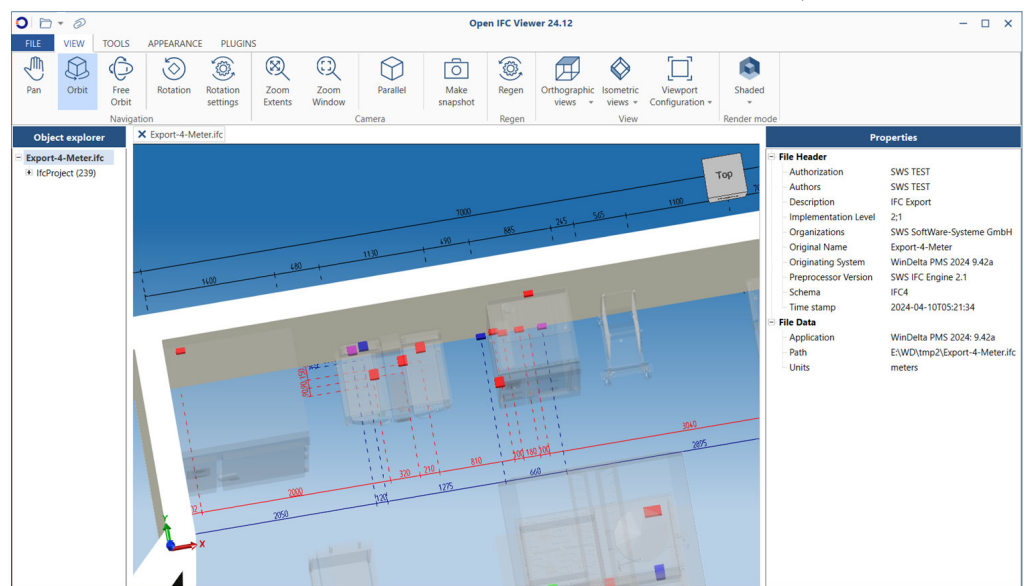 Open IFC Viewer 24.12
FILE VIEW TOOLS APPEARANCE PLUGINS
Pan Orbit Free Orbit Rotation Rotation settings Zoom Extents Zoom Window Parallel Make snapshot Regen Orthographic views Isometric views Viewport Configuration Shaded
Navigation Camera Regen View Render mode
Object explorer
Export-4-Meter.ifc
IfcProject (239)
Export-4-Meter.ifc
Top
7000
1400 480 1130 490 885 245 565 1100
2000 320 210 810 100 180 100 3040
2050 120 1275 660 2895
Y
X
Properties
File Header
Authorization SWS TEST
Authors SWS TEST
Description IFC Export
Implementation Level 2;1
Organizations SWS SoftWare-Systeme GmbH
Original Name Export-4-Meter
Originating System WinDelta PMS 2024 9.42a
Preprocessor Version SWS IFC Engine 2.1
Schema IFC4
Time stamp 2024-04-10T05:21:34
File Data
Application WinDelta PMS 2024: 9.42a
Path E:\WD\tmp2\Export-4-Meter.ifc
Units meters